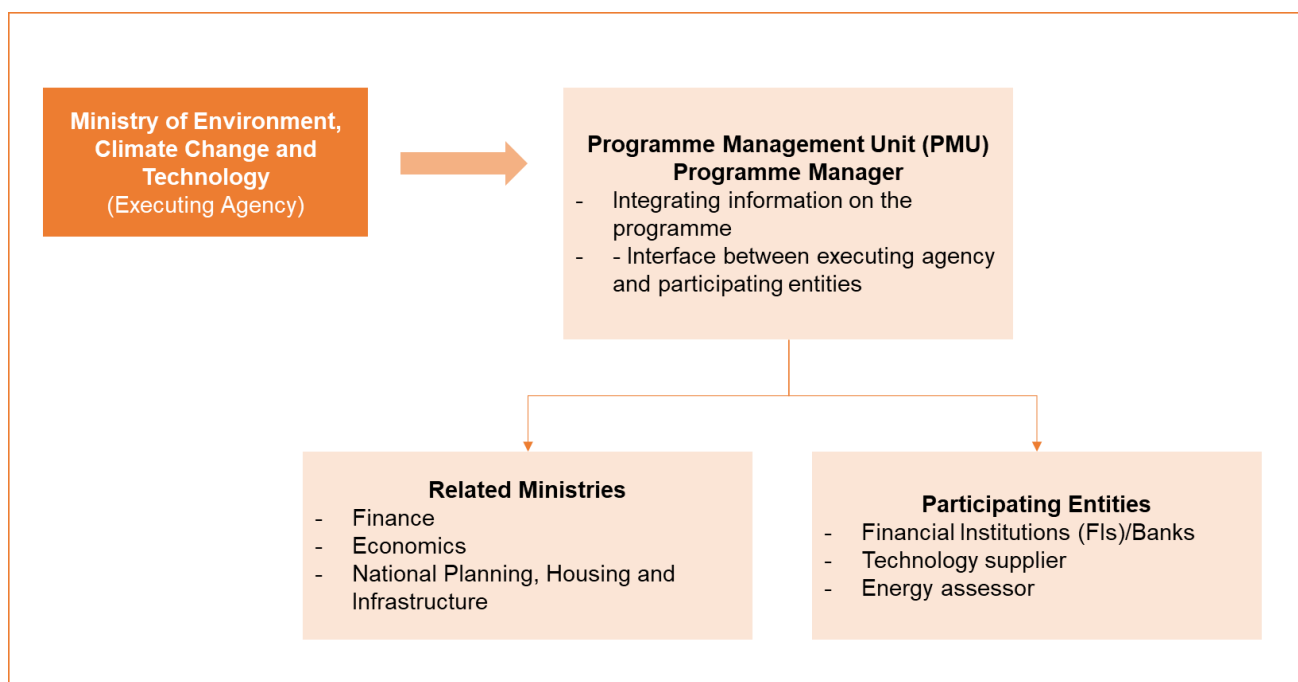 Ministry of Environment,
Climate Change and
Technology
(Executing Agency)
Programme Management Unit (PMU)
Programme Manager
- Integrating information on the
programme
- - Interface between executing agency
and participating entities
Related Ministries
- Finance
- Economics
- National Planning, Housing and
Infrastructure
Participating Entities
- Financial Institutions (FIs)/Banks
- Technology supplier
- Energy assessor